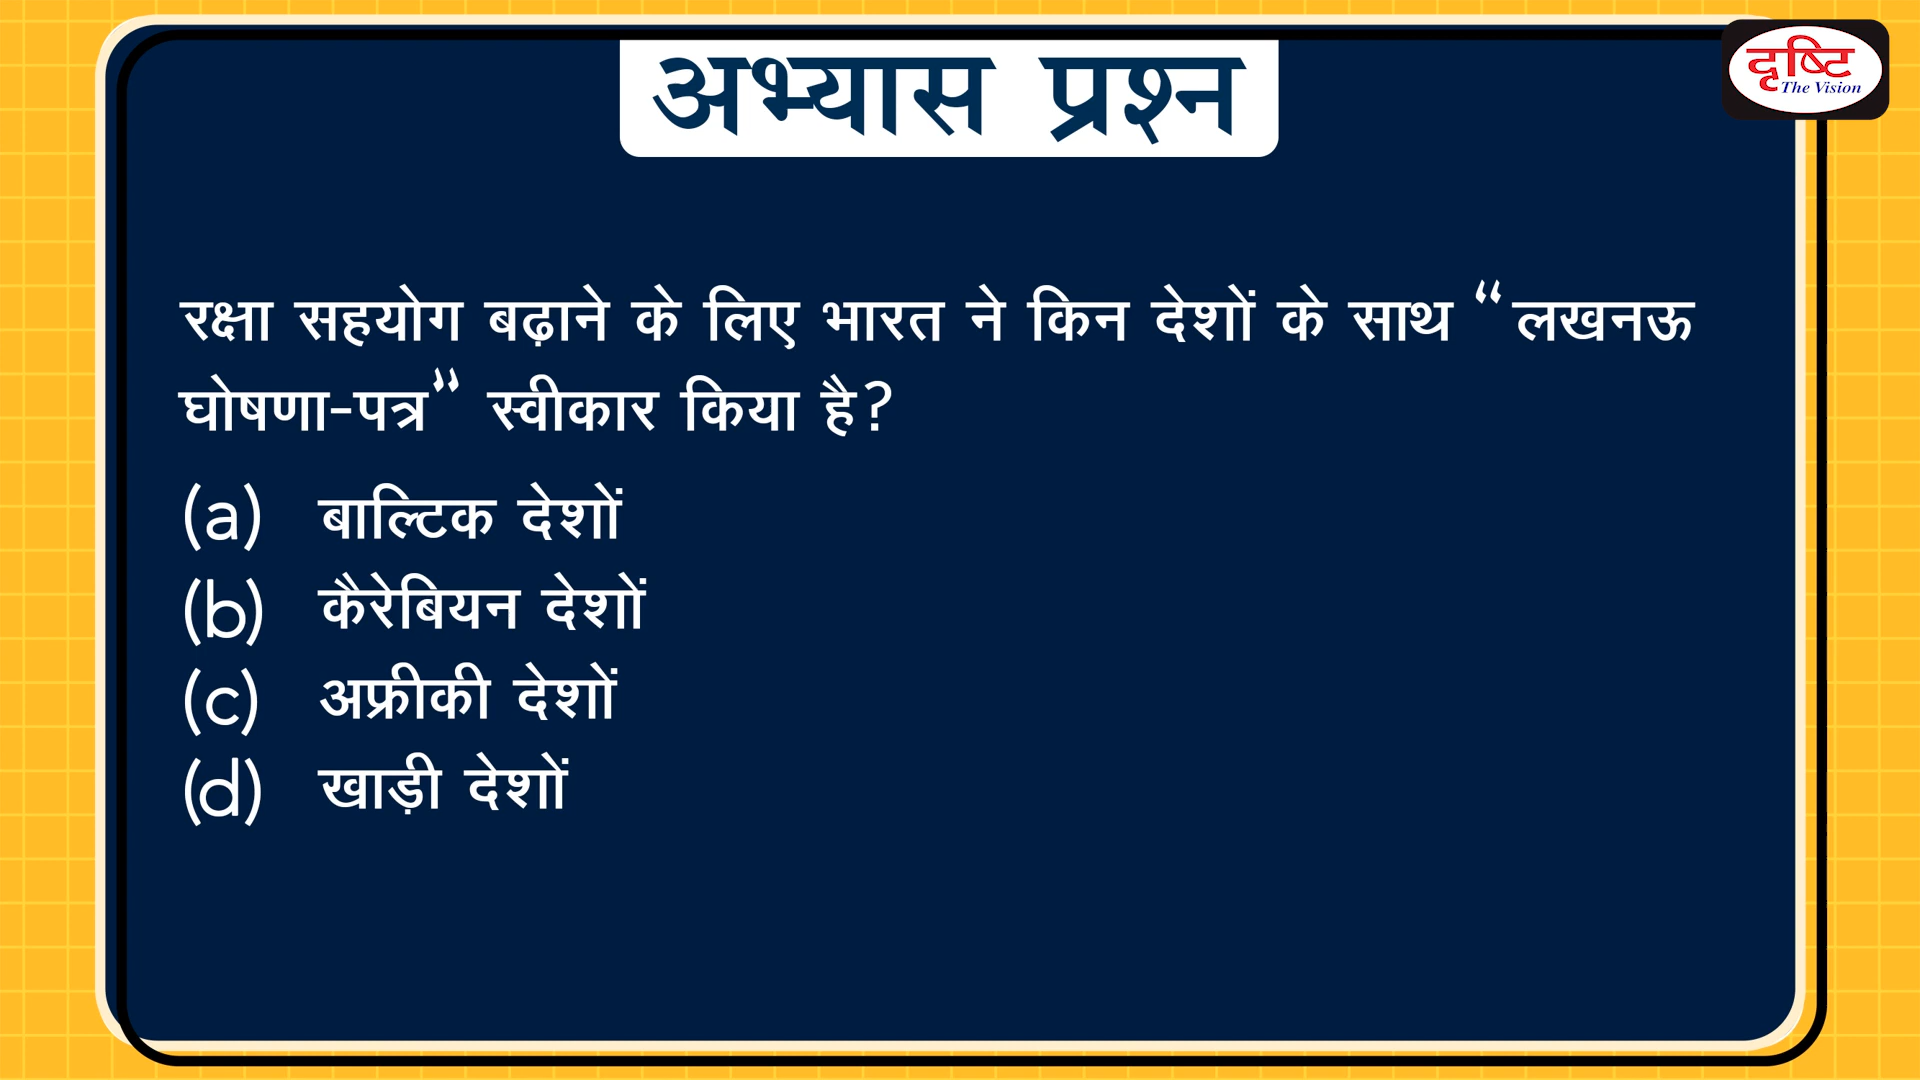 अभ्यास प्रश्न
दृष्टि
The Vision
रक्षा सहयोग बढ़ाने के लिए भारत ने किन देशों के साथ “लखनऊ
घोषणा-पत्र” स्वीकार किया है?
(a) बाल्टिक देशों
(b) कैरेबियन देशों
(c) अफ्रीकी देशों
(d) खाड़ी देशों